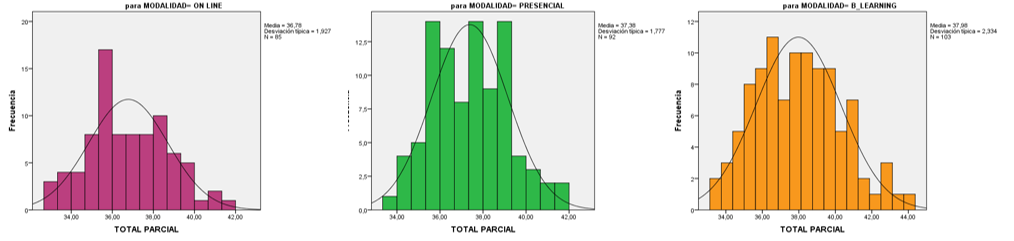 para MODALIDAD= ON LINE
Media = 36,78
Desviación típica = 1,927
N = 85
Frecuencia
20
15
10
5
0
34,00 36,00 38,00 40,00 42,00
TOTAL PARCIAL
para MODALIDAD= PRESENCIAL
Media = 37,38
Desviación típica = 1,777
N = 92
12,5
10,0
7,5
5,0
2,5
0,0
34,00 36,00 38,00 40,00 42,00
TOTAL PARCIAL
para MODALIDAD= B_LEARNING
Media = 37,98
Desviación típica = 2,334
N = 103
Frecuencia
12
10
8
6
4
2
0
34,00 36,00 38,00 40,00 42,00 44,00
TOTAL PARCIAL